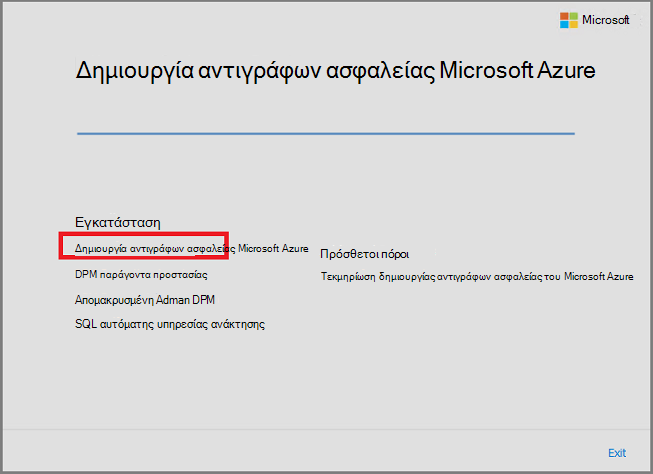 Microsoft
Δημιουργία αντιγράφων ασφαλείας Microsoft Azure
Εγκατάσταση
Δημιουργία αντιγράφων ασφαλείας Microsoft Azure
DPM παράγοντα προστασίας
Απομακρυσμένη Adman DPM
SQL αυτόματης υπηρεσίας ανάκτησης
Πρόσθετοι πόροι
Τεκμηρίωση δημιουργίας αντιγράφων ασφαλείας του Microsoft Azure
Exit